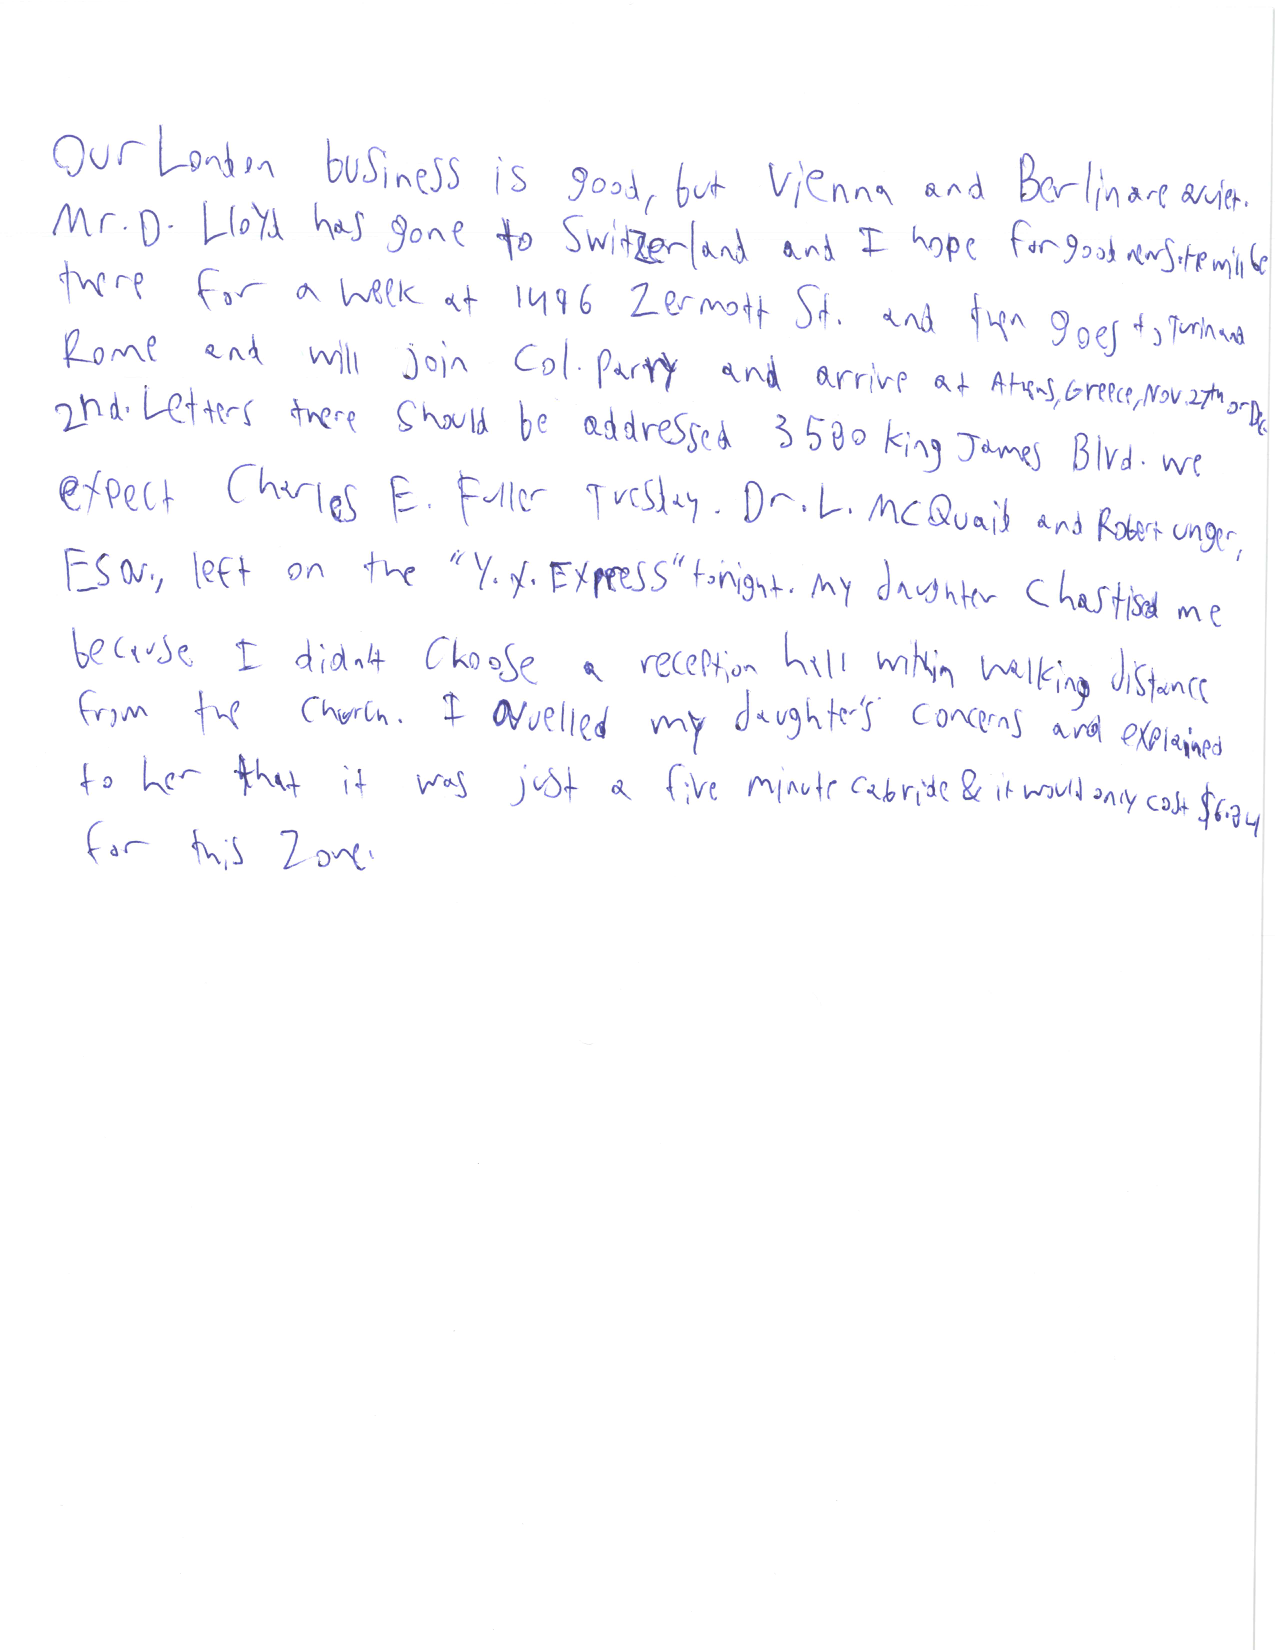 Our London business is good, but Vienna and Berlin are quiet.
Mr. D. Lloyd has gone to Switzerland and I hope for good news. He will be
there for a week at 1496 Zermott St. and then goes to Turin and
Rome and will join Col. Parry and arrive at Athens, Greece, Nov. 27th or Dec.
2nd. Letters there should be addressed 3580 King James Blvd. we
expect Charles E. Fuller Tuesday. Dr. L. McQuaid and Robert Unger,
Esq., left on the "Y. X. Express" tonight. My daughter chastised me
because I didn't choose a reception hall within walking distance
from the church. I quelled my daughter's concerns and explained
to her that it was just a five minute cab ride & it would only cost $6.84
for this zone.